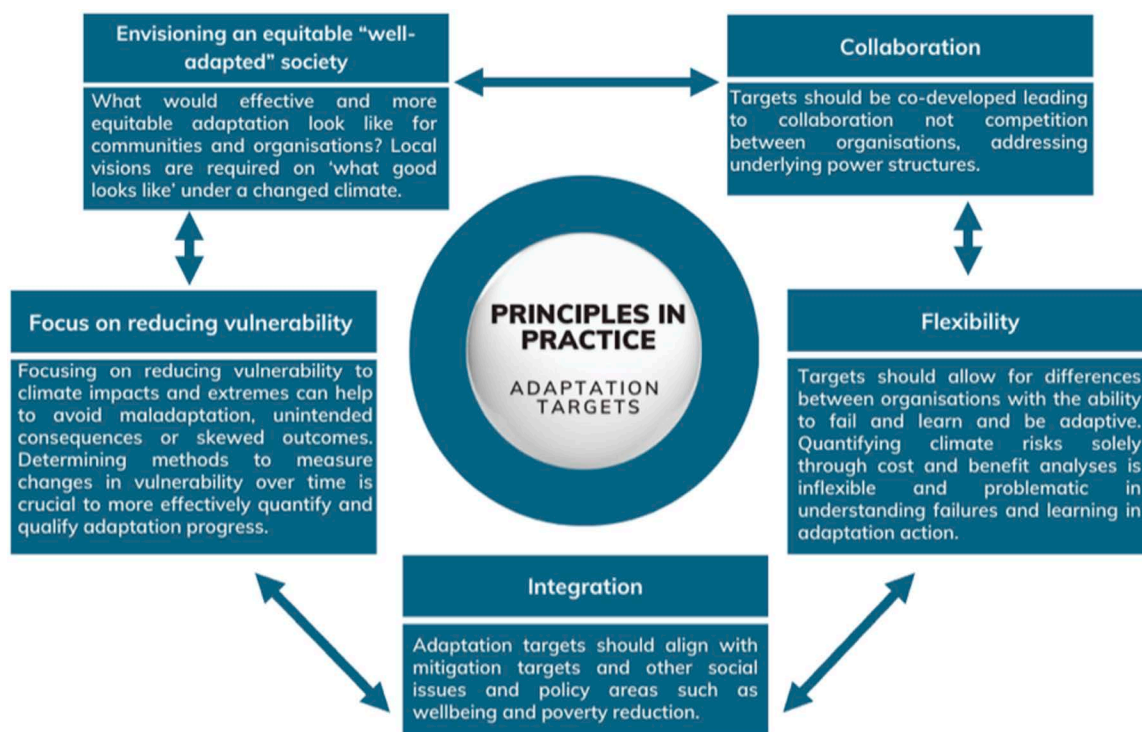 Envisioning an equitable “well-
adapted” society
What would effective and more
equitable adaptation look like for
communities and organisations? Local
visions are required on ‘what good
looks like’ under a changed climate.
Collaboration
Targets should be co-developed leading
to collaboration not competition
between organisations, addressing
underlying power structures.
PRINCIPLES IN
PRACTICE
ADAPTATION
TARGETS
Focus on reducing vulnerability
Focusing on reducing vulnerability to
climate impacts and extremes can help
to avoid maladaptation, unintended
consequences or skewed outcomes.
Determining methods to measure
changes in vulnerability over time is
crucial to more effectively quantify and
qualify adaptation progress.
Flexibility
Targets should allow for differences
between organisations with the ability
to fail and learn and be adaptive.
Quantifying climate risks solely
through cost and benefit analyses is
inflexible and problematic in
understanding failures and learning in
adaptation action.
Integration
Adaptation targets should align with
mitigation targets and other social
issues and policy areas such as
wellbeing and poverty reduction.